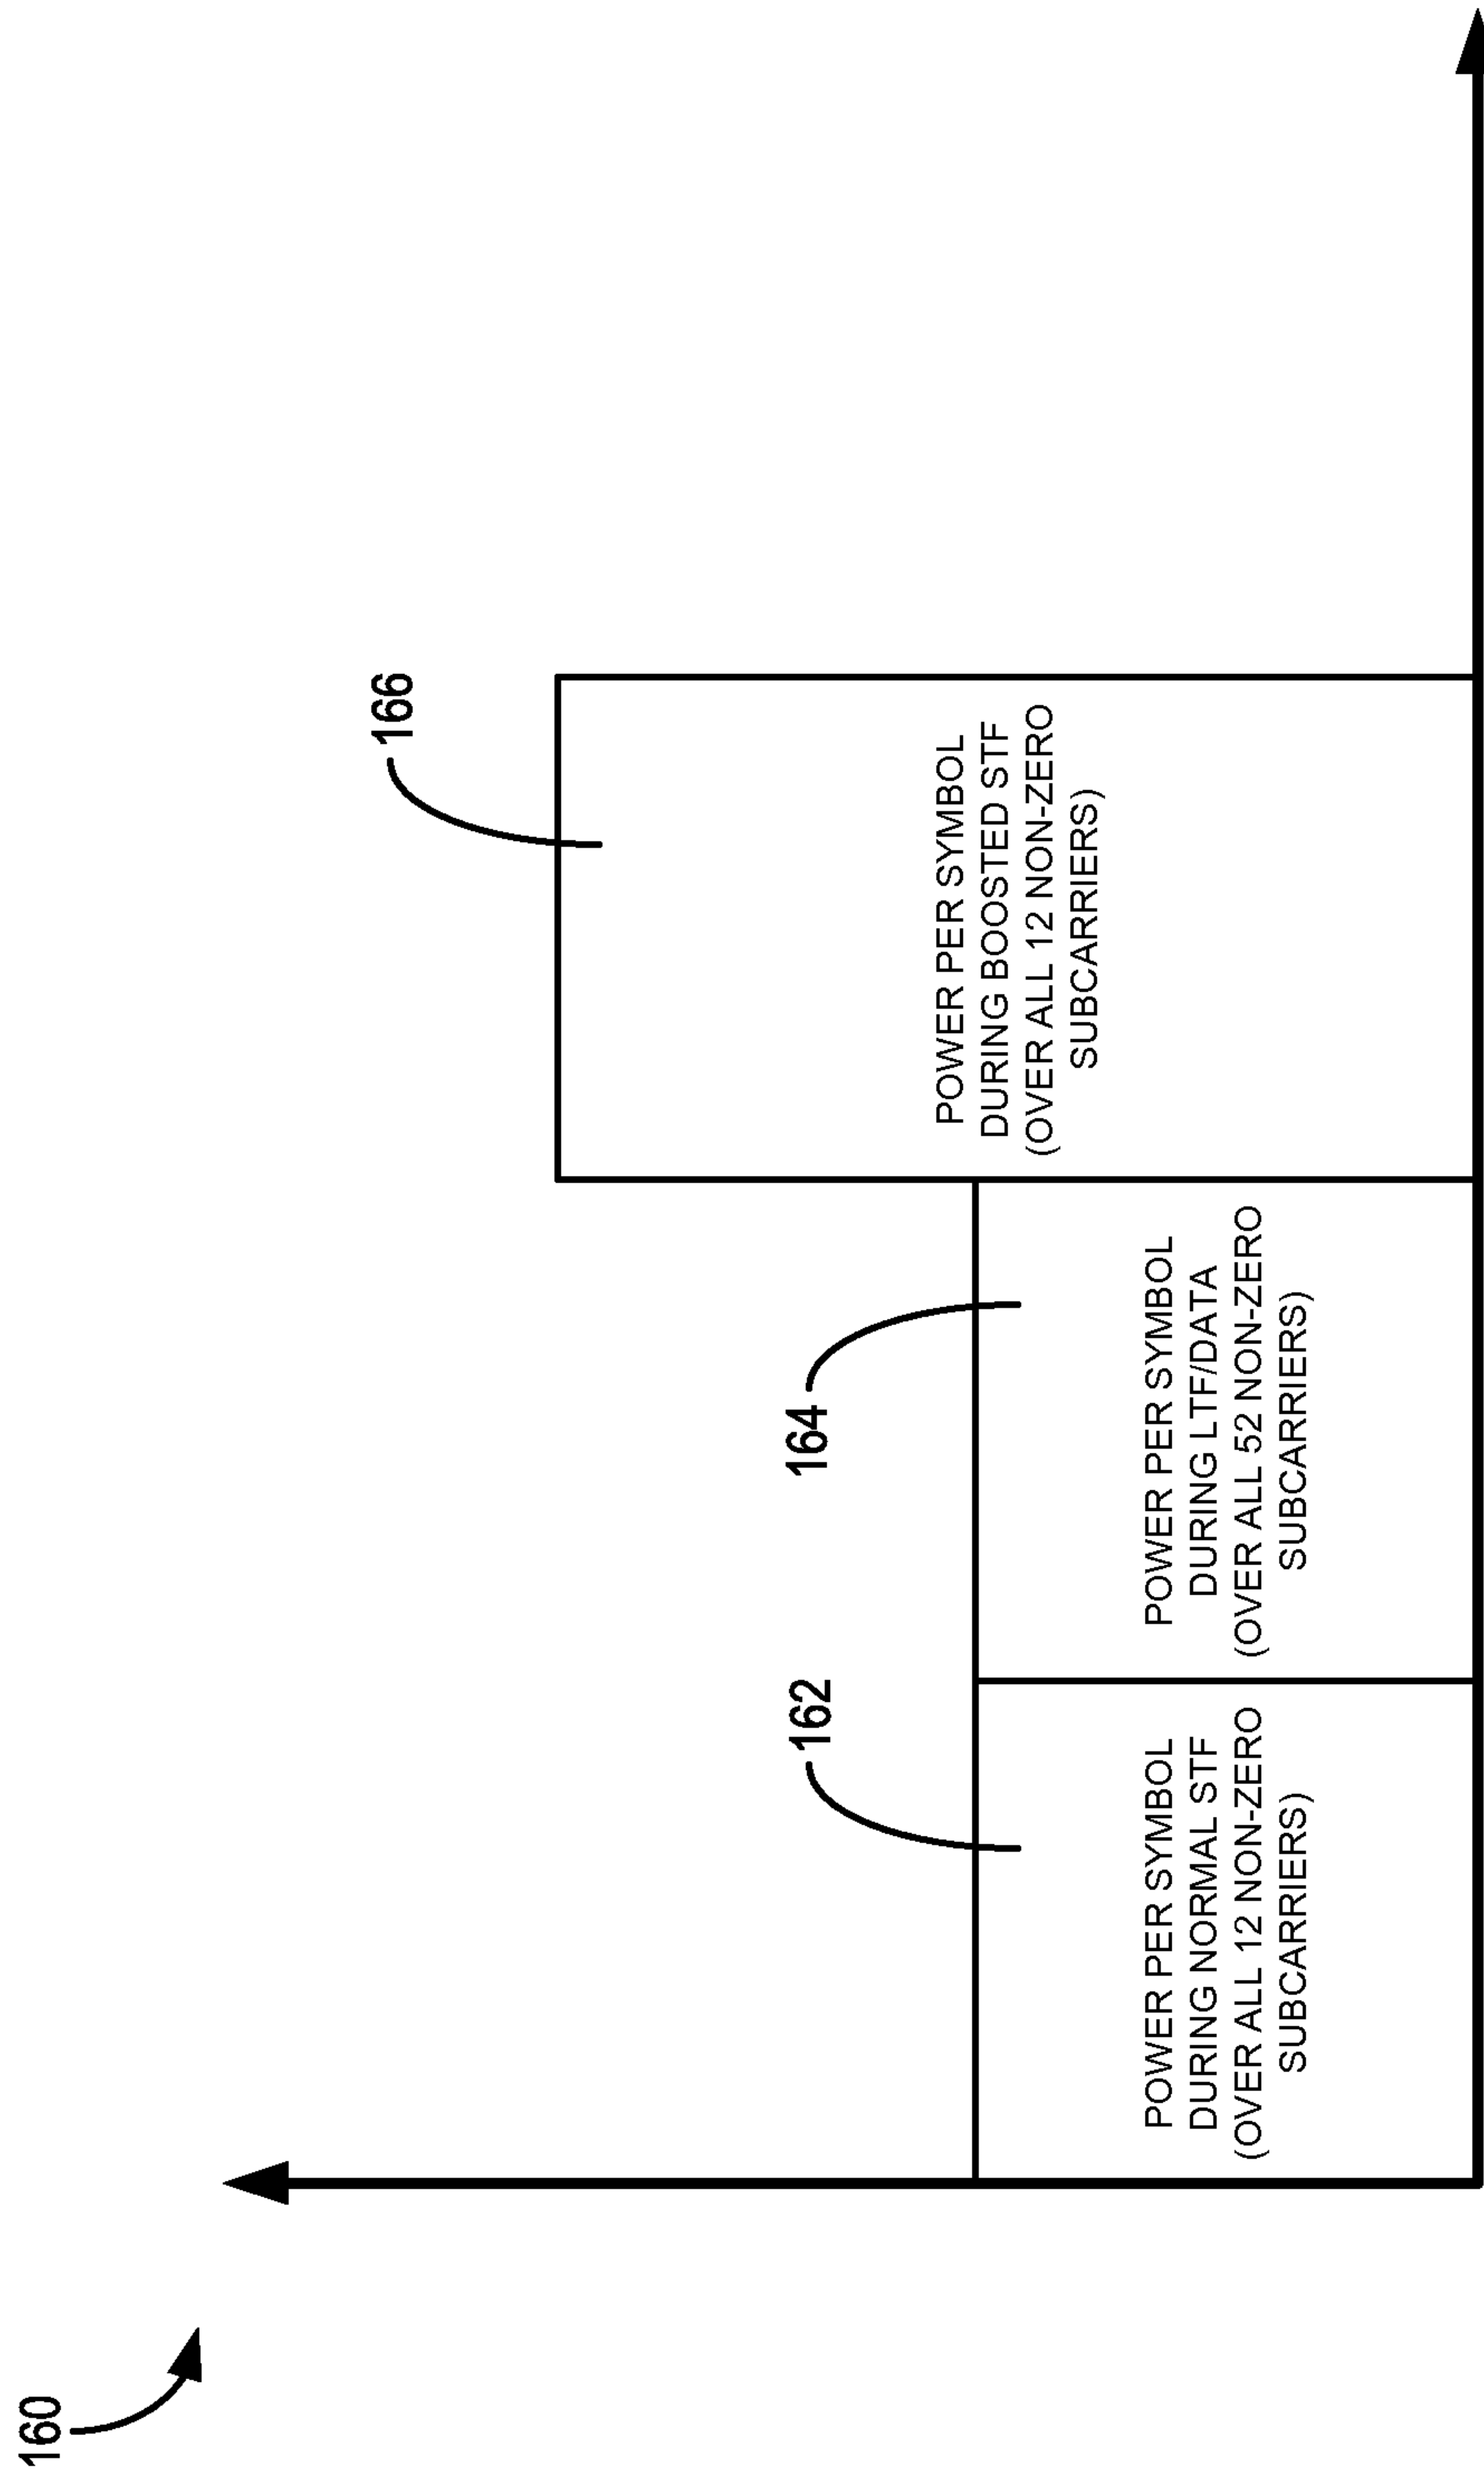 160
162
POWER PER SYMBOL
DURING NORMAL STF
(OVER ALL 12 NON-ZERO
SUBCARRIERS)
164
POWER PER SYMBOL
DURING LTF/DATA
(OVER ALL 52 NON-ZERO
SUBCARRIERS)
166
POWER PER SYMBOL
DURING BOOSTED STF
(OVER ALL 12 NON-ZERO
SUBCARRIERS)